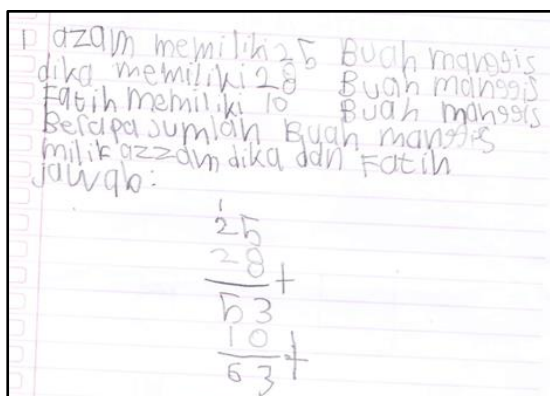 1 azam memiliki 25 Buah manggis
dika memiliki 28 Buah manggis
Fatih memiliki 10 Buah manggis
Berapa Jumlah Buah manggis
milik azzam dika dan Fatih
jawab:
1
25
28 +
53
10 +
63